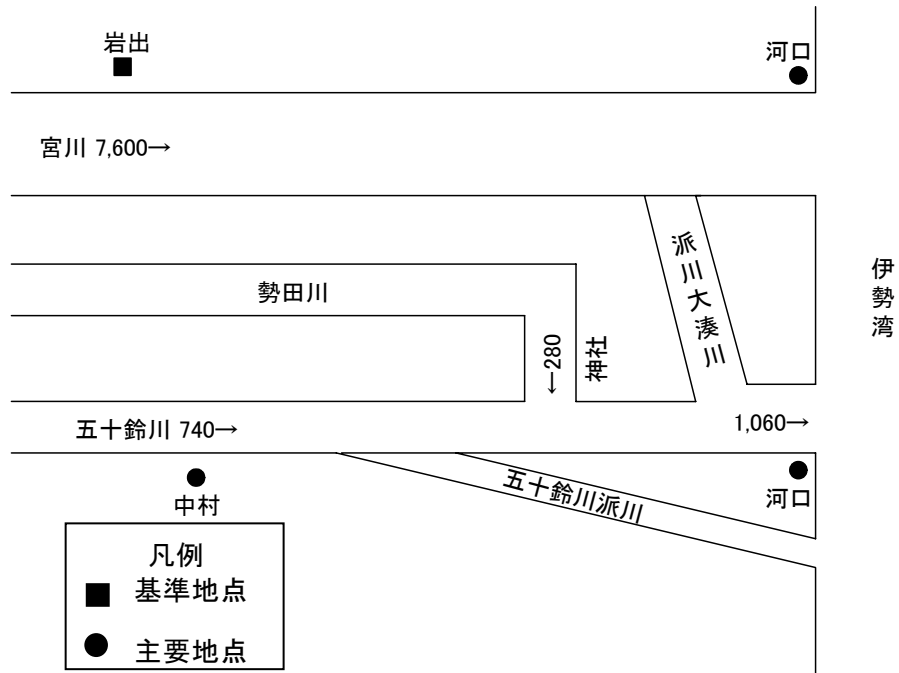 岩出
河口
宮川 7,600→
派川大湊川
伊勢湾
勢田川
←280
神社
五十鈴川 740→
1,060→
河口
五十鈴川派川
中村
凡例
基準地点
主要地点